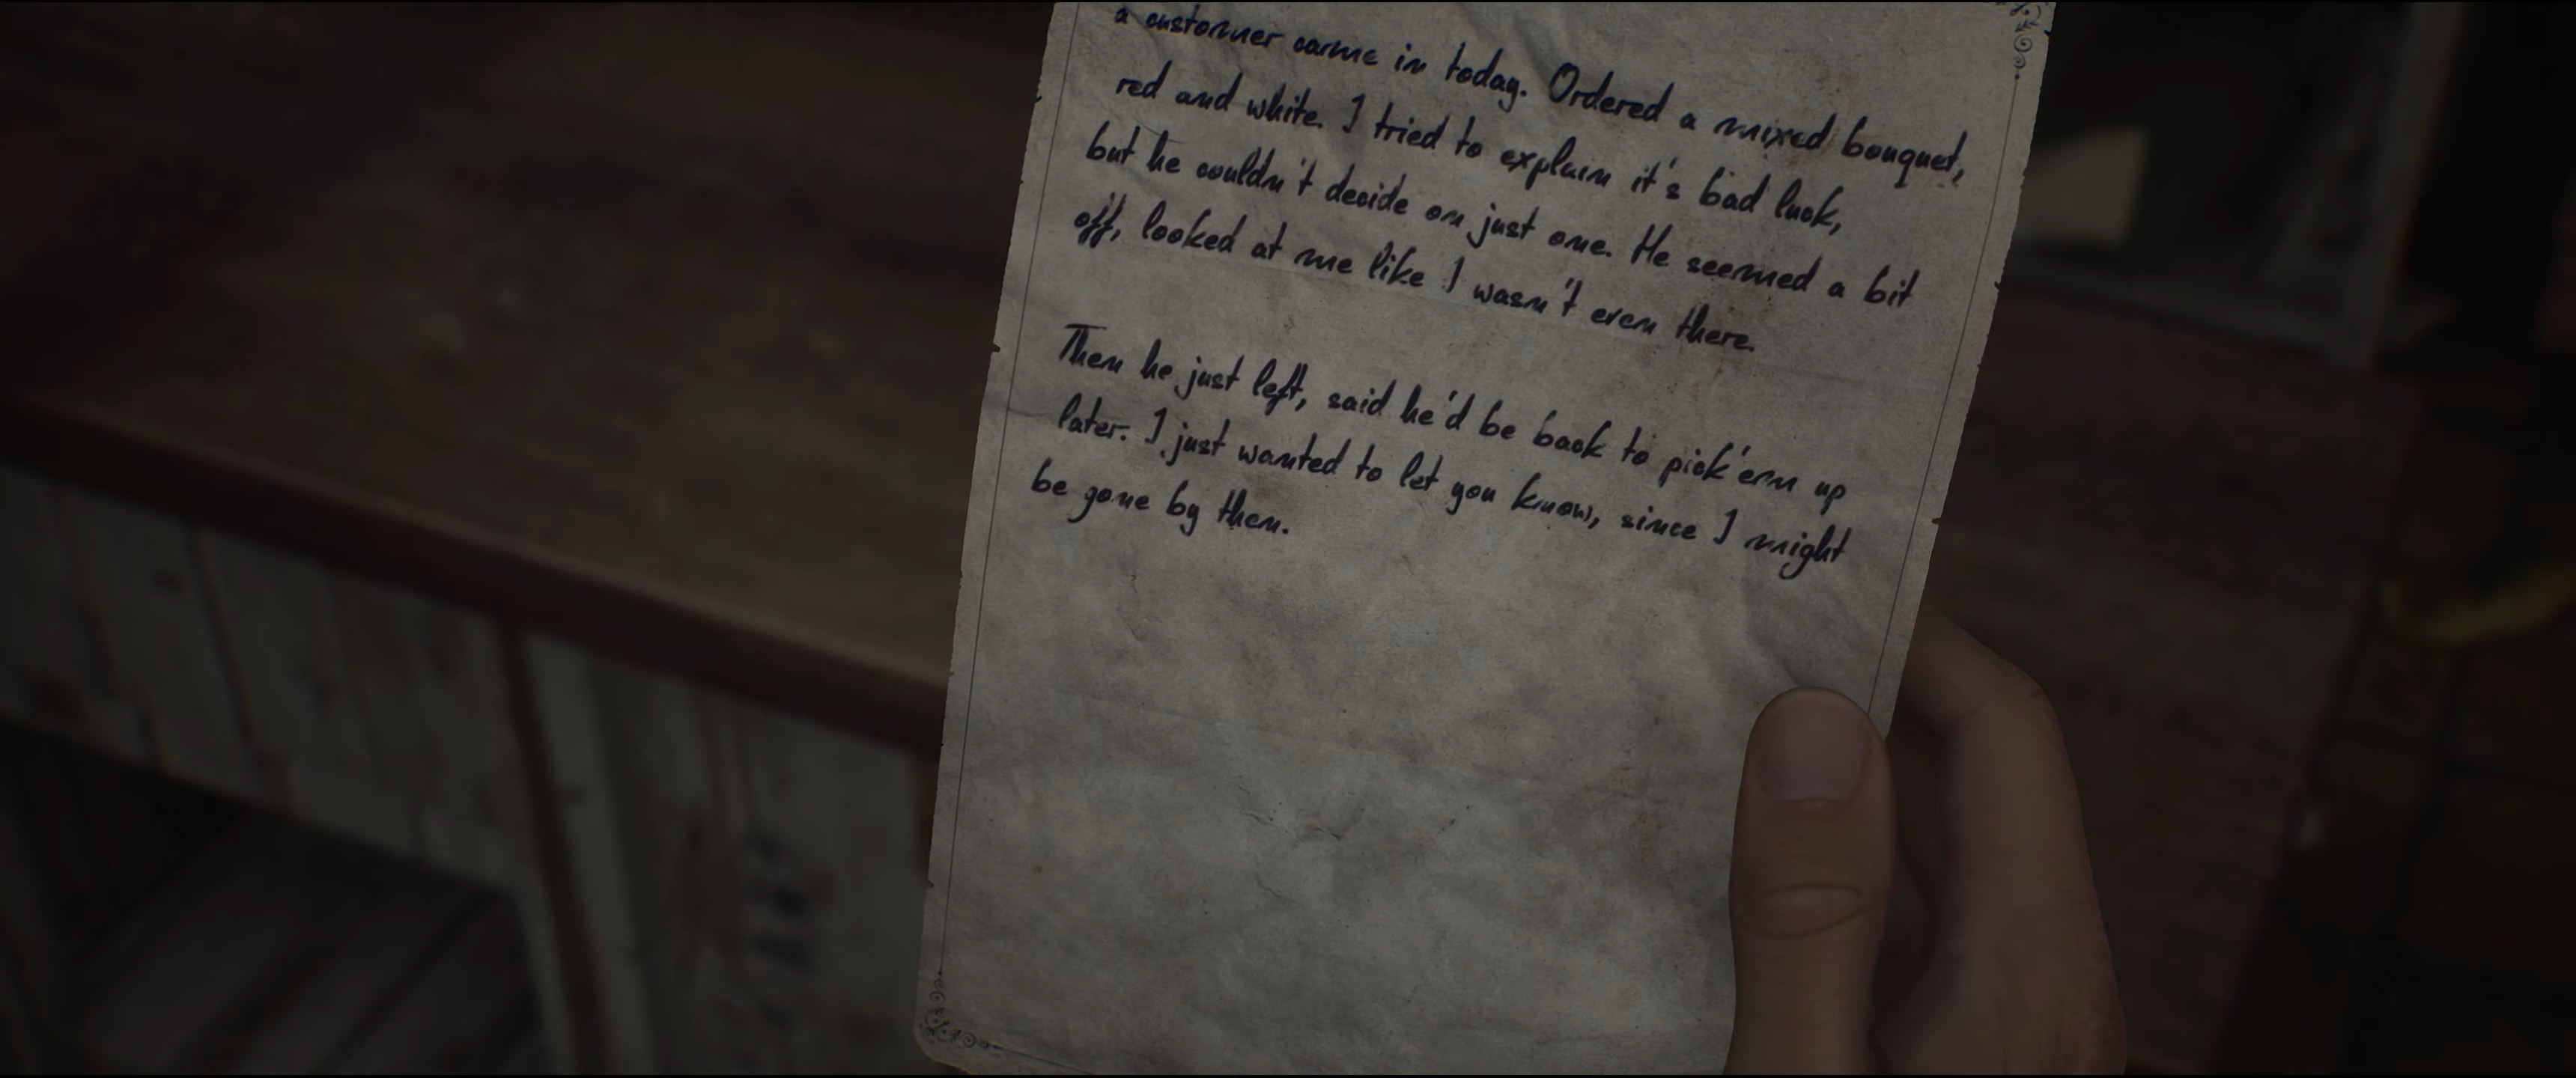 a customer came in today. Ordered a mixed bouquet,
red and white. I tried to explain it's bad luck,
but he couldn't decide on just one. He seemed a bit
off, looked at me like I wasn't even there.
Then he just left, said he'd be back to pick'em up
later. I just wanted to let you know, since I might
be gone by then.